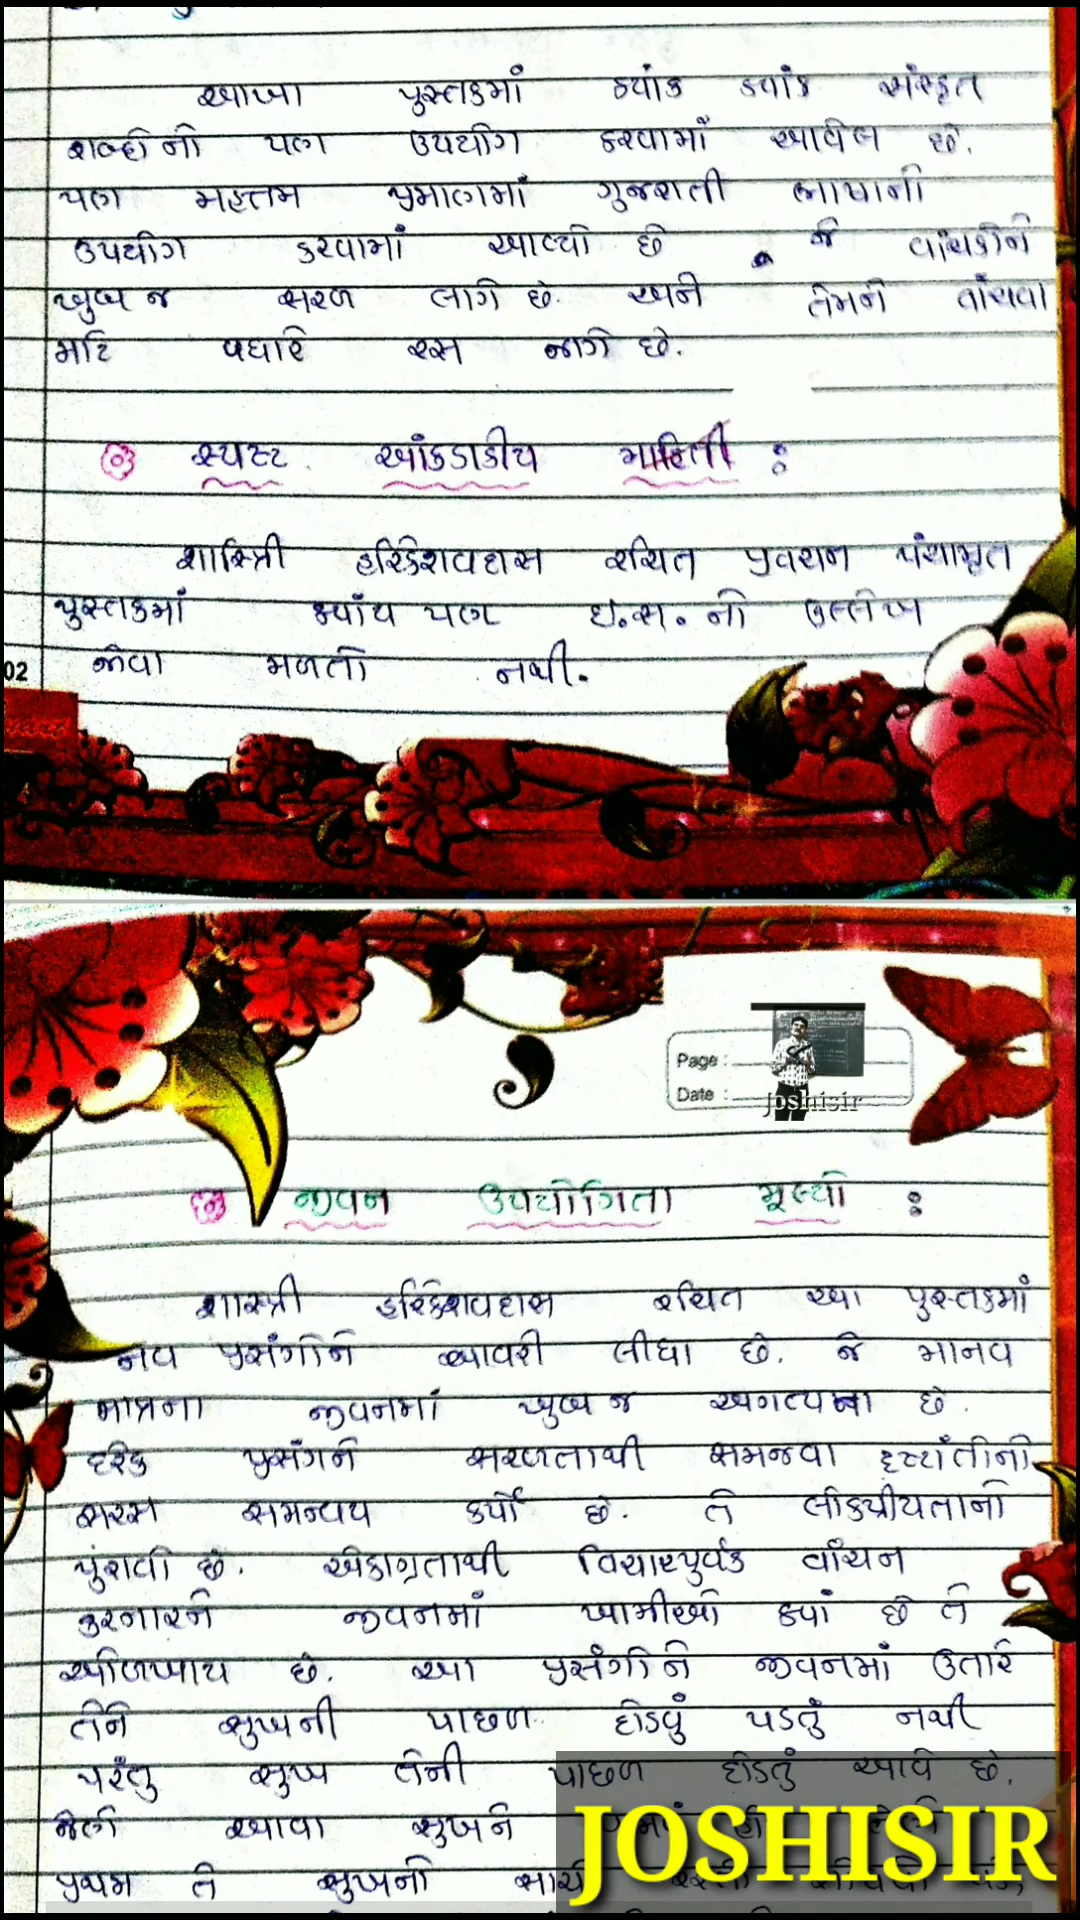 આખા પુસ્તકમાં ક્યાંક ક્યાંક સંસ્કૃત
શબ્દોનો પણ ઉપયોગ કરવામાં આવેલ છે.
પણ મહત્તમ પ્રમાણમાં ગુજરાતી ભાષાનો
ઉપયોગ કરવામાં આવ્યો છે જે વાંચકોને
ખુબ જ સરળ લાગે છે. અને તેમને વાંચવા
માટે વધારે રસ જાગે છે.
સ્પષ્ટ આંકડાકીય માહિતી :
શાસ્ત્રિી હરિકેશવદાસ રચિત પ્રવચન પંચામૃત
પુસ્તકમાં ક્યાંય પણ ઈ.સ. નો ઉલ્લેખ
02 જોવા મળતો નથી.
Page :
Date :
joshisir
જીવન ઉપયોગિતા મૂલ્યો :
શાસ્ત્રી હરિકેશવદાસ રચિત આ પુસ્તકમાં
નવ પ્રસંગોને આવરી લીધા છે. જે માનવ
માત્રના જીવનમાં ખુબ જ અગત્યના છે.
દરેક પ્રસંગને સરળતાથી સમજવા દૃષ્ટાંતોનો
સરસ સમન્વય કર્યો છે. તે લોકપ્રીયતાનો
પુરાવો છે. એકાગ્રતાથી વિચારપુર્વક વાંચન
કરનારને જીવનમાં ખામીઓ ક્યાં છે તે
ઓળખાય છે. આ પ્રસંગોને જીવનમાં ઉતારે
તેને સુખની પાછળ દોડવું પડતું નથી
પરંતુ સુખ તેની પાછળ દોડતું આવે છે.
જેણે આવા સુખને
પ્રથમ તે સુખનો
JOSHISIR